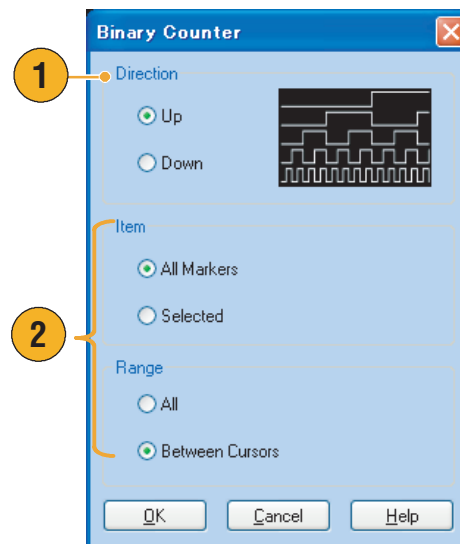 Binary Counter
1
Direction
Up
Down
Item
All Markers
2
Selected
Range
All
Between Cursors
OK Cancel Help